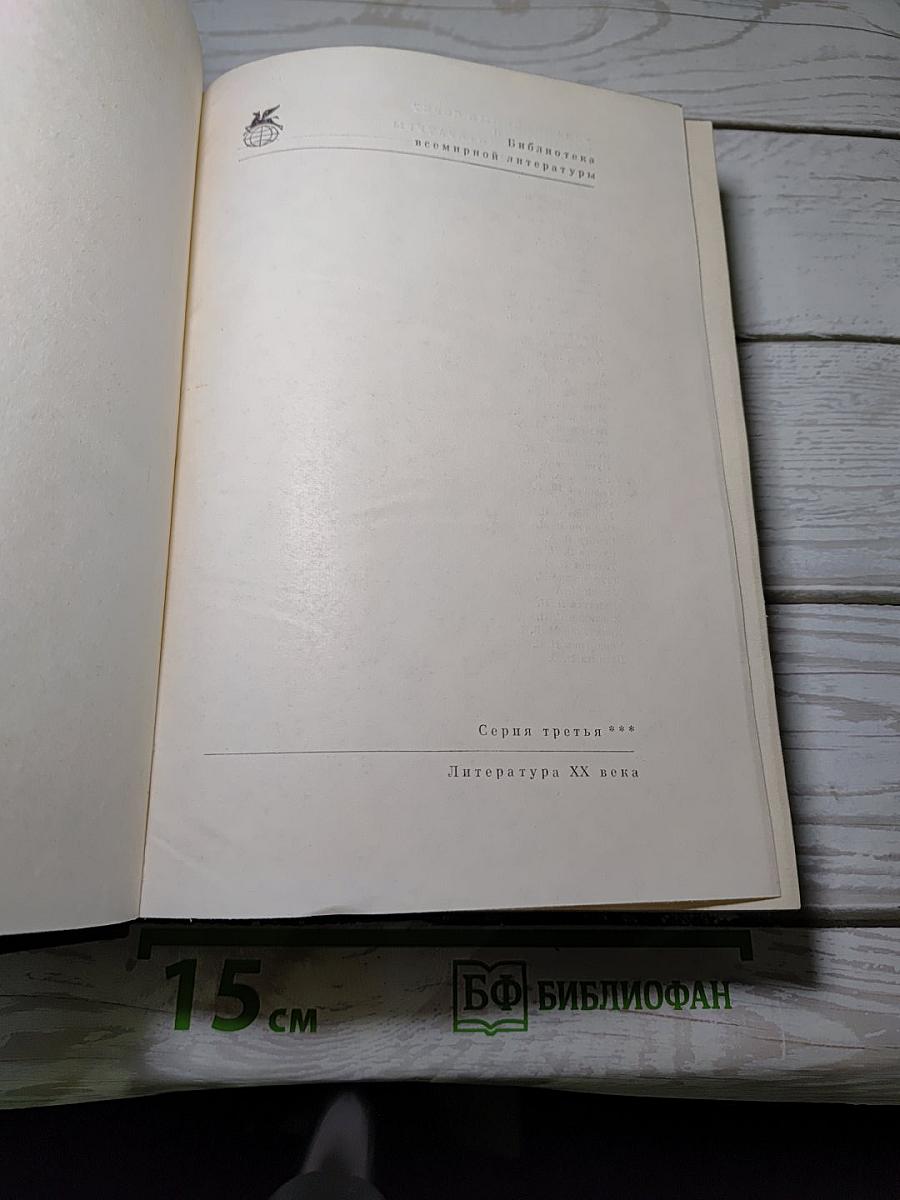 Библиотека
всемирной литературы
Серия третья ***
Литература XX века
15 см
БФ БИБЛИОФАН